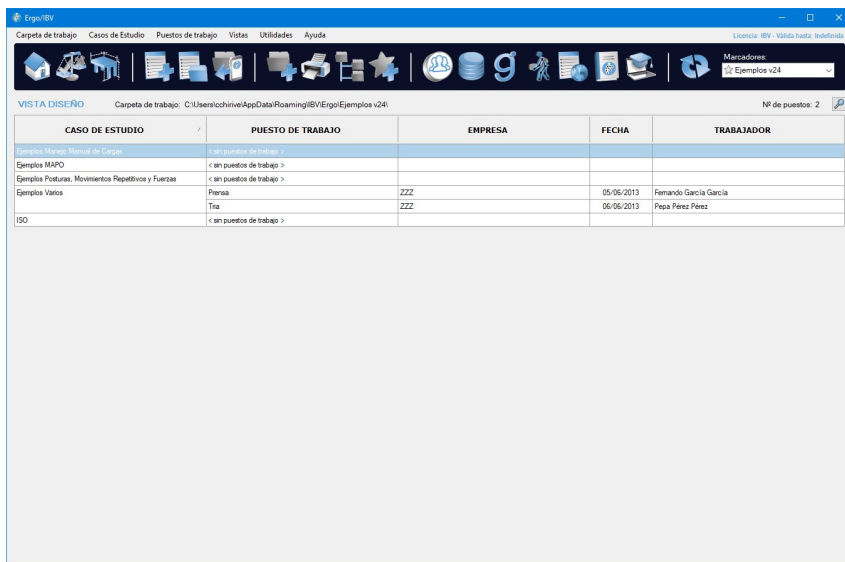 Ergo/IBV
Carpeta de trabajo Casos de Estudio Puestos de trabajo Vistas Utilidades Ayuda
Licencia: IBV - Válida hasta: Indefinida
Marcadores:
Ejemplos v24
VISTA DISEÑO Carpeta de trabajo: C:\Users\cchirive\AppData\Roaming\IBV\Ergo\Ejemplos v24\ Nº de puestos: 2
CASO DE ESTUDIO PUESTO DE TRABAJO EMPRESA FECHA TRABAJADOR
Ejemplos Manejo Manual de Cargas < sin puestos de trabajo >
Ejemplos MAPO < sin puestos de trabajo >
Ejemplos Posturas, Movimientos Repetitivos y Fuerzas < sin puestos de trabajo >
Ejemplos Varios Prensa ZZZ 05/06/2013 Fernando García García
Tria ZZZ 06/06/2013 Pepa Pérez Pérez
ISO < sin puestos de trabajo >